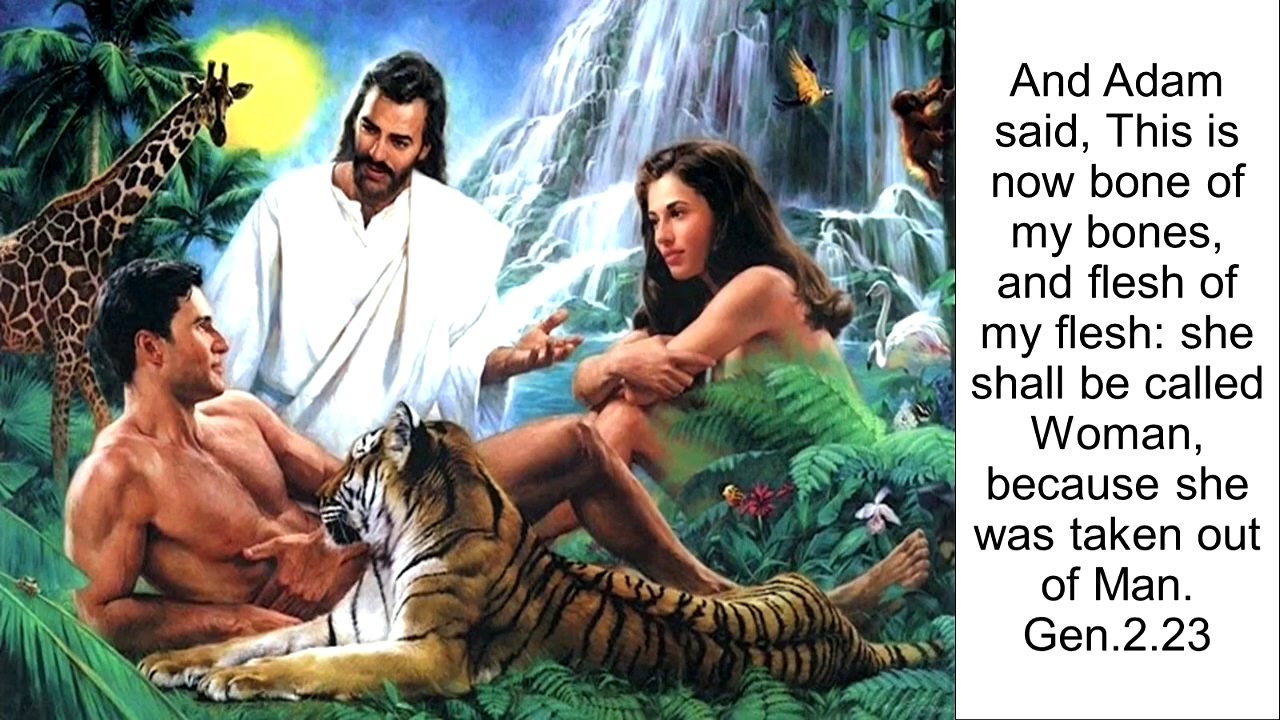 And Adam
said, This is
now bone of
my bones,
and flesh of
my flesh: she
shall be called
Woman,
because she
was taken out
of Man.
Gen.2.23